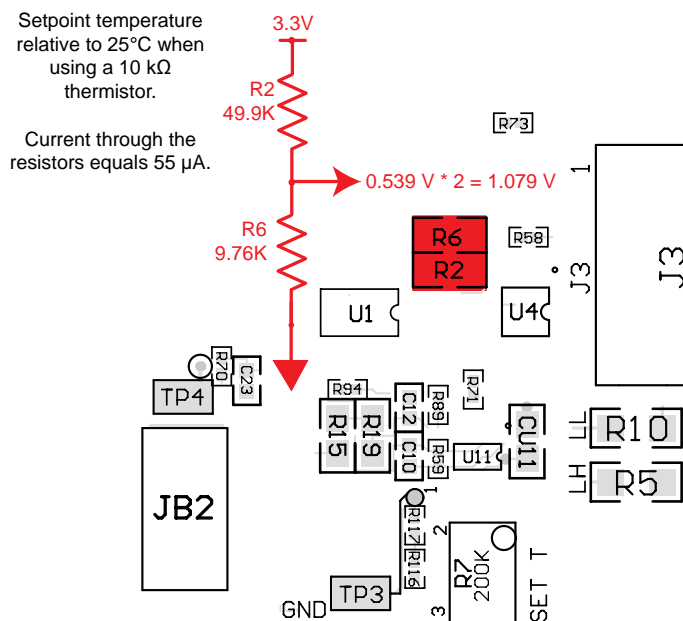 Setpoint temperature
relative to 25°C when
using a 10 kΩ
thermistor.
Current through the
resistors equals 55 µA.
3.3V
R2
49.9K
0.539 V * 2 = 1.079 V
R6
9.76K
R73
1
R6
R2
R58
J3
J3
U1
U4
R70
C23
TP4
R94
C12
R89
R71
R15
R19
C10
R59
U11
CU11
LL
R10
LH
R5
JB2
1
R117
R116
2
R7
200K
3
SET T
TP3
GND